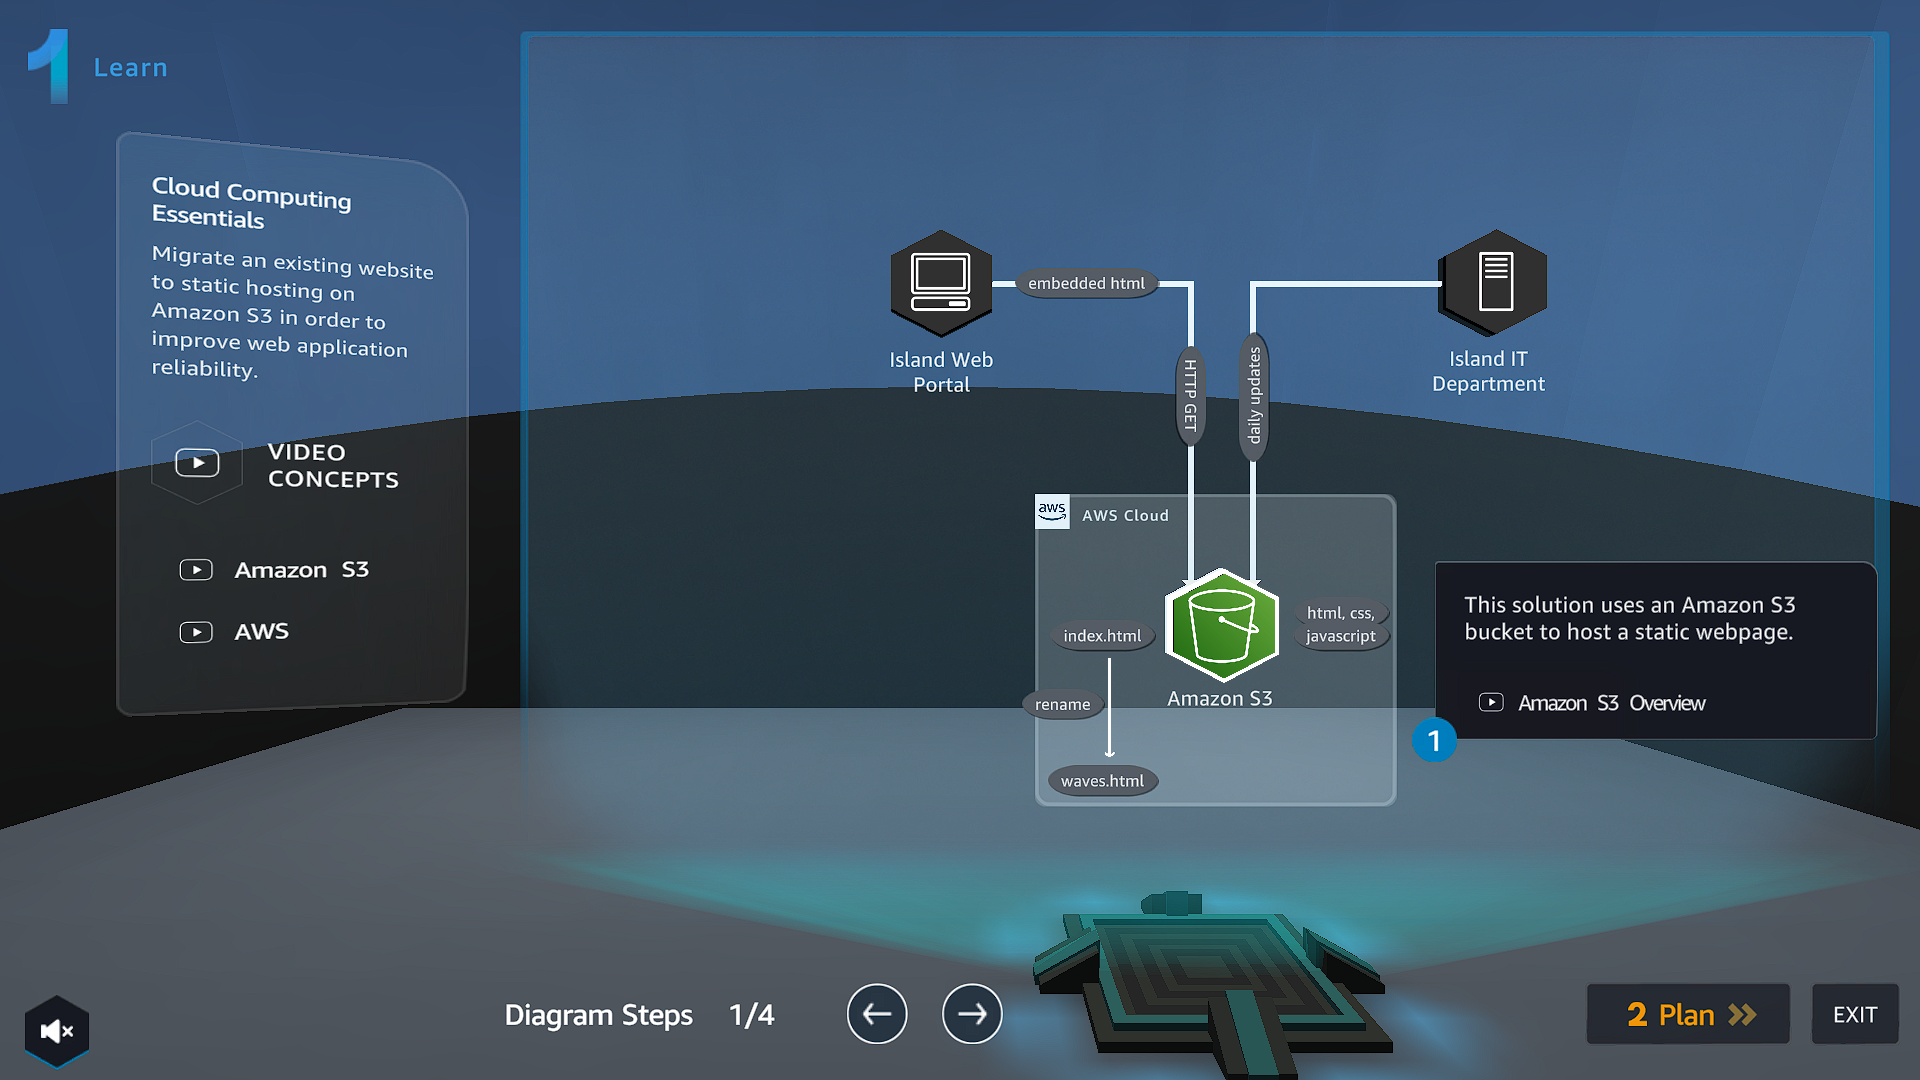 1 Learn
Cloud Computing
Essentials
Migrate an existing website
to static hosting on
Amazon S3 in order to
improve web application
reliability.
VIDEO
CONCEPTS
Amazon S3
AWS
embedded html
Island Web
Portal
HTTP GET
daily updates
Island IT
Department
aws
AWS Cloud
index.html
html, css,
javascript
Amazon S3
rename
waves.html
This solution uses an Amazon S3
bucket to host a static webpage.
Amazon S3 Overview
1
Diagram Steps 1/4
2 Plan
EXIT